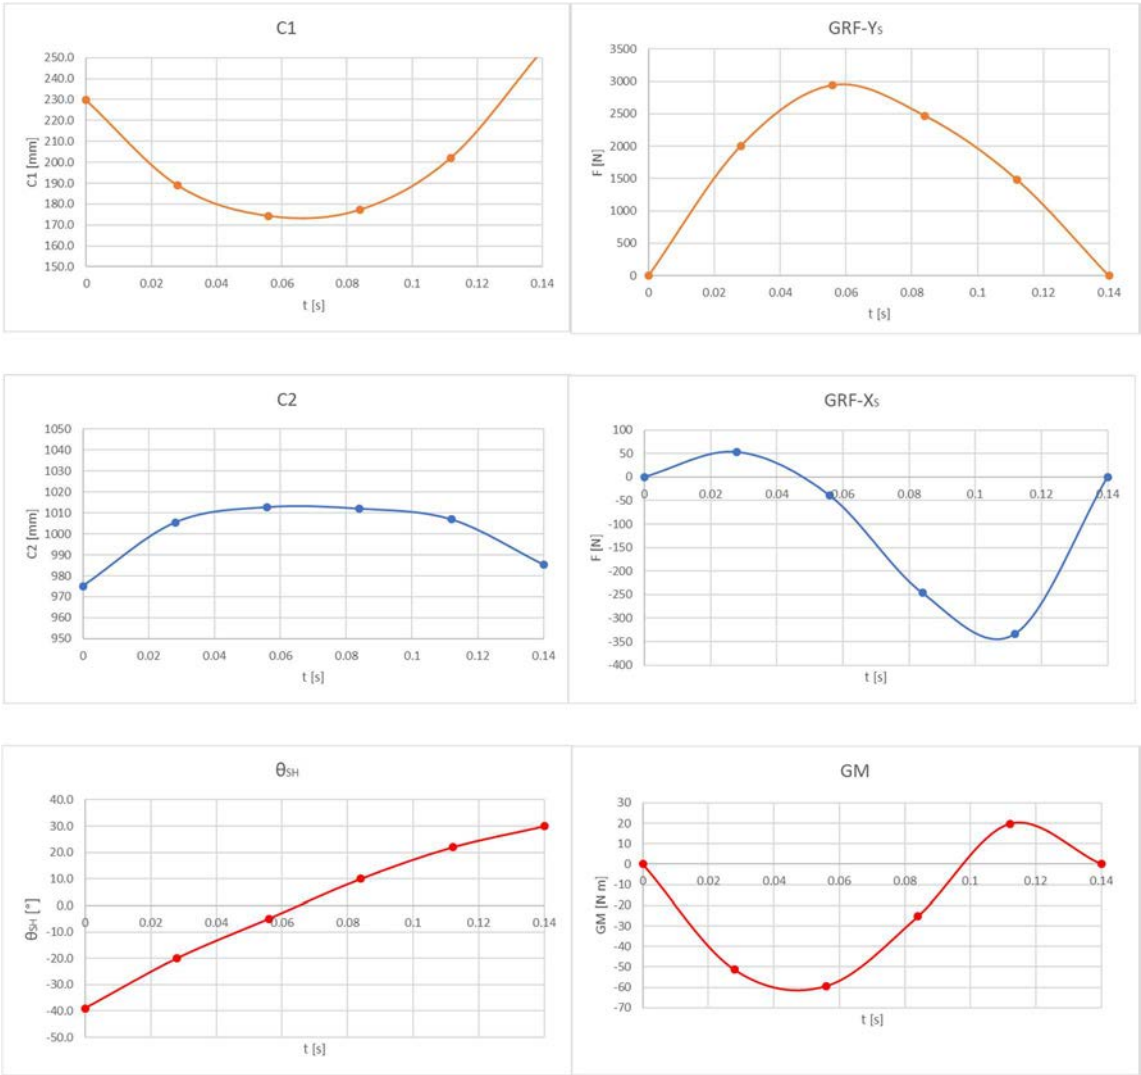 C1
250.0
240.0
230.0
220.0
210.0
200.0
190.0
180.0
170.0
160.0
150.0
C1 [mm]
0 0.02 0.04 0.06 0.08 0.1 0.12 0.14
t [s]
GRF-Ys
3500
3000
2500
2000
1500
1000
500
0
F [N]
0 0.02 0.04 0.06 0.08 0.1 0.12 0.14
t [s]
C2
1050
1040
1030
1020
1010
1000
990
980
970
960
950
C2 [mm]
0 0.02 0.04 0.06 0.08 0.1 0.12 0.14
t [s]
GRF-Xs
100
50
0
-50
-100
-150
-200
-250
-300
-350
-400
F [N]
0 0.02 0.04 0.06 0.08 0.1 0.12 0.14
t [s]
θSH
40.0
30.0
20.0
10.0
0.0
-10.0
-20.0
-30.0
-40.0
-50.0
θSH [°]
0 0.02 0.04 0.06 0.08 0.1 0.12 0.14
t [s]
GM
30
20
10
0
-10
-20
-30
-40
-50
-60
-70
GM [N m]
0 0.02 0.04 0.06 0.08 0.1 0.12 0.14
t [s]